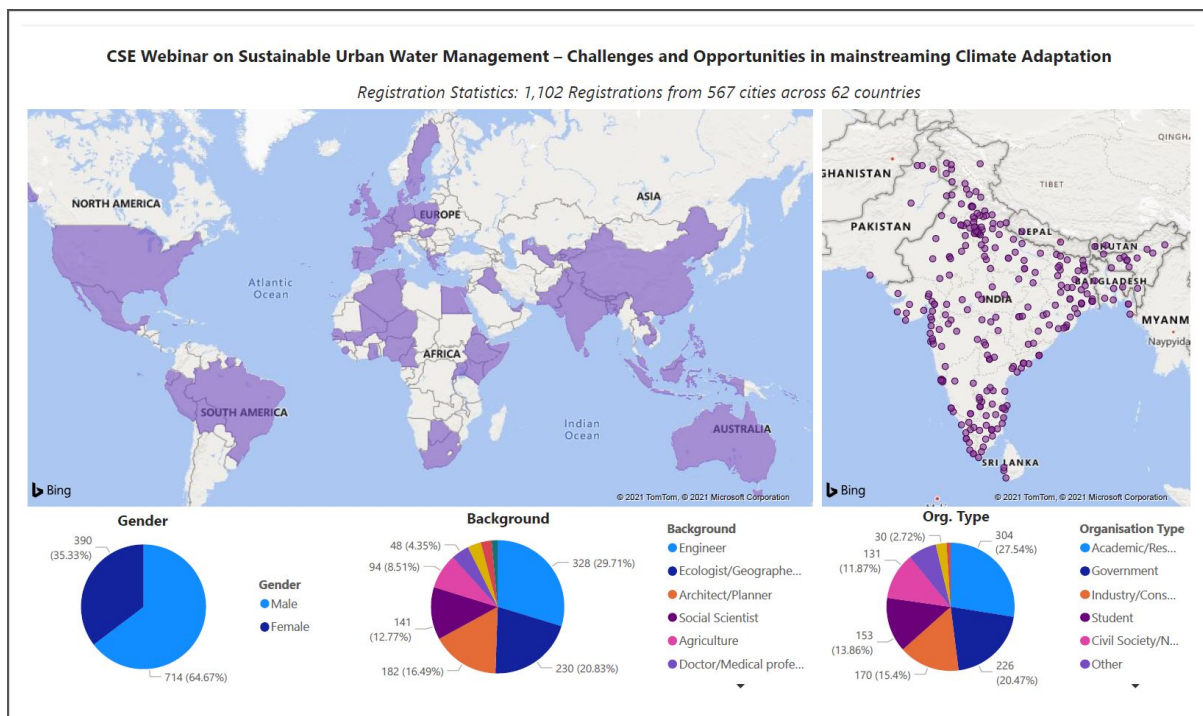 CSE Webinar on Sustainable Urban Water Management – Challenges and Opportunities in mainstreaming Climate Adaptation
Registration Statistics: 1,102 Registrations from 567 cities across 62 countries
NORTH AMERICA
EUROPE
ASIA
Atlantic
Ocean
AFRICA
SOUTH AMERICA
Indian
Ocean
AUSTRALIA
Bing
© 2021 TomTom, © 2021 Microsoft Corporation
QINGHA
GHANISTAN
TIBET
PAKISTAN
NEPAL
BHUTAN
BANGLADESH
INDIA
MYANM
Naypyida
SRI LANKA
Bing
© 2021 TomTom, © 2021 Microsoft Corporation
Gender
390
(35.33%)
714 (64.67%)
Gender
Male
Female
Background
48 (4.35%)
94 (8.51%)
141
(12.77%)
182 (16.49%)
328 (29.71%)
230 (20.83%)
Background
Engineer
Ecologist/Geographe...
Architect/Planner
Social Scientist
Agriculture
Doctor/Medical profe...
Org. Type
30 (2.72%)
131
(11.87%)
153
(13.86%)
170 (15.4%)
304
(27.54%)
226
(20.47%)
Organisation Type
Academic/Res...
Government
Industry/Cons...
Student
Civil Society/N...
Other